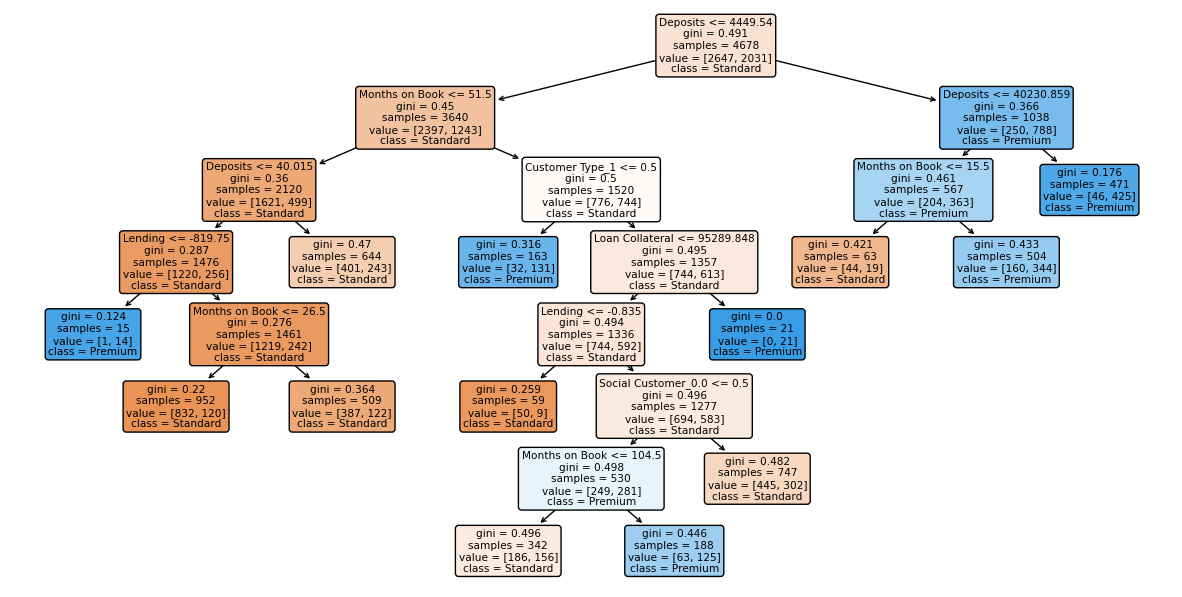 Deposits <= 4449.54
gini = 0.491
samples = 4678
value = [2647, 2031]
class = Standard
Months on Book <= 51.5
gini = 0.45
samples = 3640
value = [2397, 1243]
class = Standard
Deposits <= 40230.859
gini = 0.366
samples = 1038
value = [250, 788]
class = Premium
Deposits <= 40.015
gini = 0.36
samples = 2120
value = [1621, 499]
class = Standard
Customer Type_1 <= 0.5
gini = 0.5
samples = 1520
value = [776, 744]
class = Standard
Months on Book <= 15.5
gini = 0.461
samples = 567
value = [204, 363]
class = Premium
gini = 0.176
samples = 471
value = [46, 425]
class = Premium
Lending <= -819.75
gini = 0.287
samples = 1476
value = [1220, 256]
class = Standard
gini = 0.47
samples = 644
value = [401, 243]
class = Standard
gini = 0.316
samples = 163
value = [32, 131]
class = Premium
Loan Collateral <= 95289.848
gini = 0.495
samples = 1357
value = [744, 613]
class = Standard
gini = 0.421
samples = 63
value = [44, 19]
class = Standard
gini = 0.433
samples = 504
value = [160, 344]
class = Premium
gini = 0.124
samples = 15
value = [1, 14]
class = Premium
Months on Book <= 26.5
gini = 0.276
samples = 1461
value = [1219, 242]
class = Standard
Lending <= -0.835
gini = 0.494
samples = 1336
value = [744, 592]
class = Standard
gini = 0.0
samples = 21
value = [0, 21]
class = Premium
gini = 0.22
samples = 952
value = [832, 120]
class = Standard
gini = 0.364
samples = 509
value = [387, 122]
class = Standard
gini = 0.259
samples = 59
value = [50, 9]
class = Standard
Social Customer_0.0 <= 0.5
gini = 0.496
samples = 1277
value = [694, 583]
class = Standard
Months on Book <= 104.5
gini = 0.498
samples = 530
value = [249, 281]
class = Premium
gini = 0.482
samples = 747
value = [445, 302]
class = Standard
gini = 0.496
samples = 342
value = [186, 156]
class = Standard
gini = 0.446
samples = 188
value = [63, 125]
class = Premium